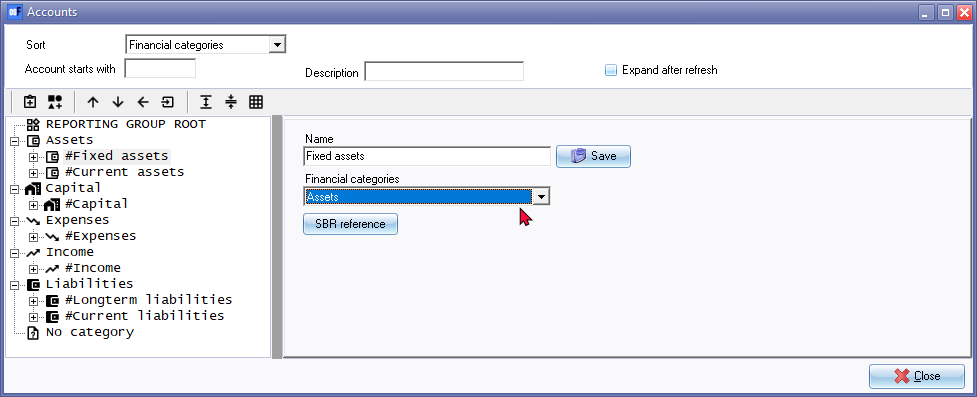 Accounts
Sort
Financial categories
Account starts with
Description
Expand after refresh
REPORTING GROUP ROOT
Assets
#Fixed assets
#Current assets
Capital
#Capital
Expenses
#Expenses
Income
#Income
Liabilities
#Longterm liabilities
#Current liabilities
No category
Name
Fixed assets
Save
Financial categories
Assets
SBR reference
Close